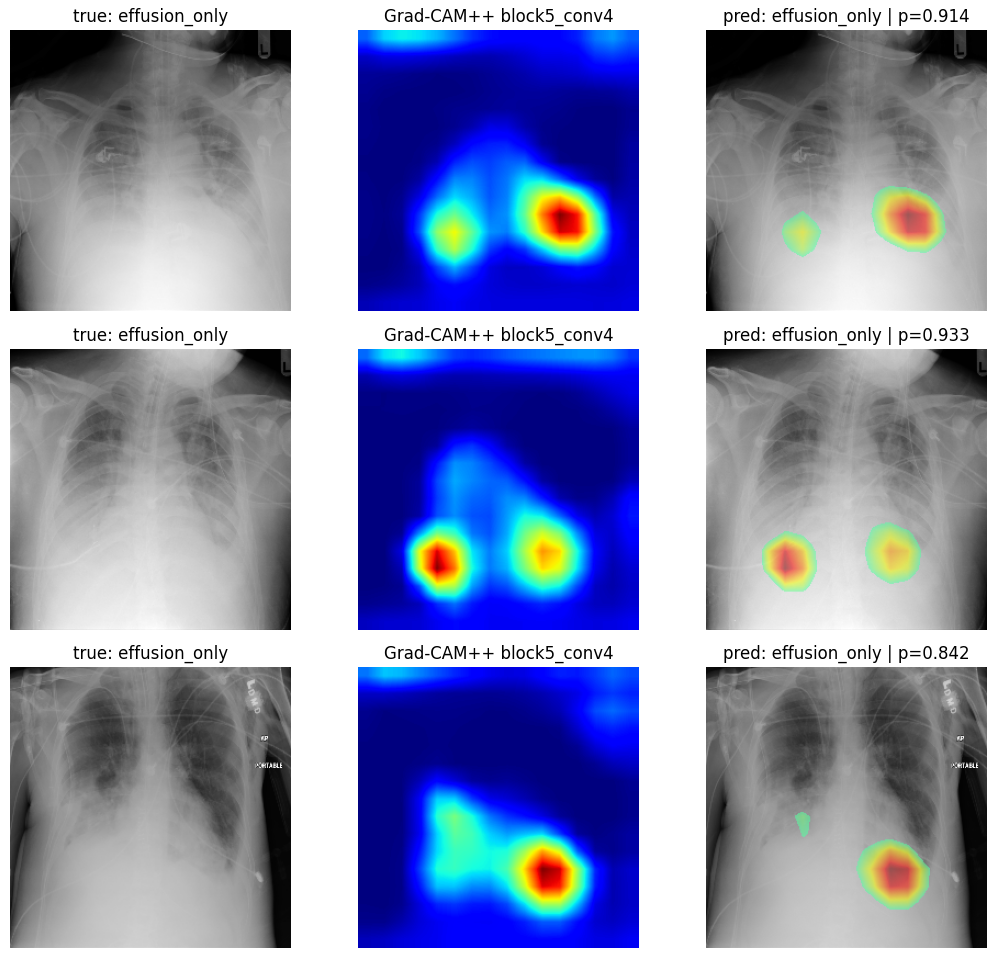 true: effusion_only
Grad-CAM++ block5_conv4
pred: effusion_only | p=0.914
L
L
true: effusion_only
Grad-CAM++ block5_conv4
pred: effusion_only | p=0.933
L
L
true: effusion_only
Grad-CAM++ block5_conv4
pred: effusion_only | p=0.842
PORTABLE
PORTABLE